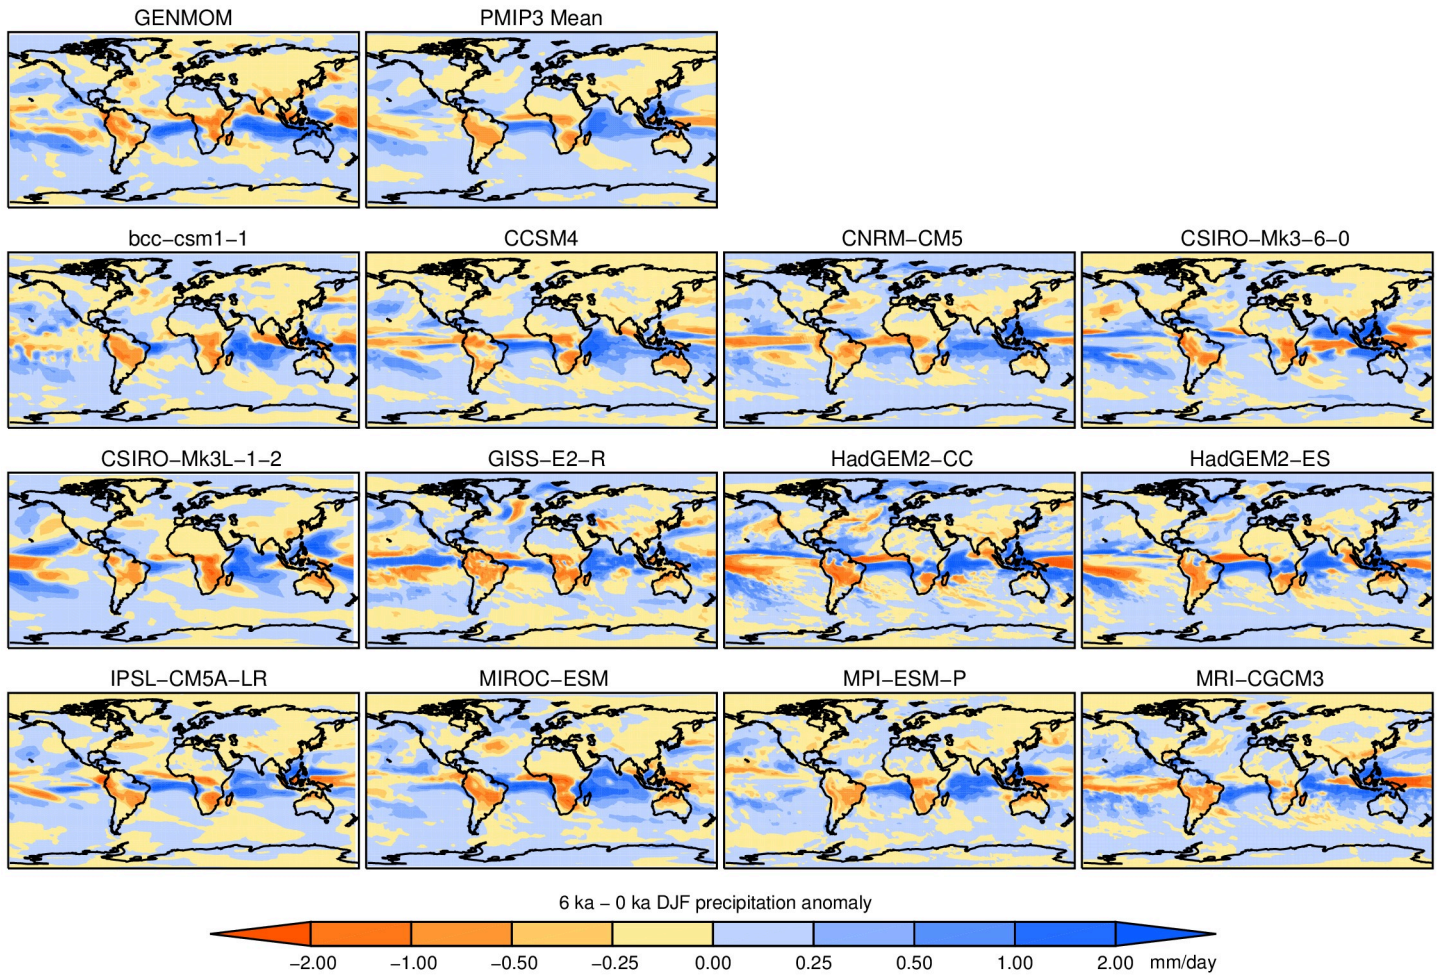 GENMOM PMIP3 Mean
bcc−csm1−1 CCSM4 CNRM−CM5 CSIRO−Mk3−6−0
CSIRO−Mk3L−1−2 GISS−E2−R HadGEM2−CC HadGEM2−ES
IPSL−CM5A−LR MIROC−ESM MPI−ESM−P MRI−CGCM3
6 ka − 0 ka DJF precipitation anomaly
−2.00 −1.00 −0.50 −0.25 0.00 0.25 0.50 1.00 2.00 mm/day